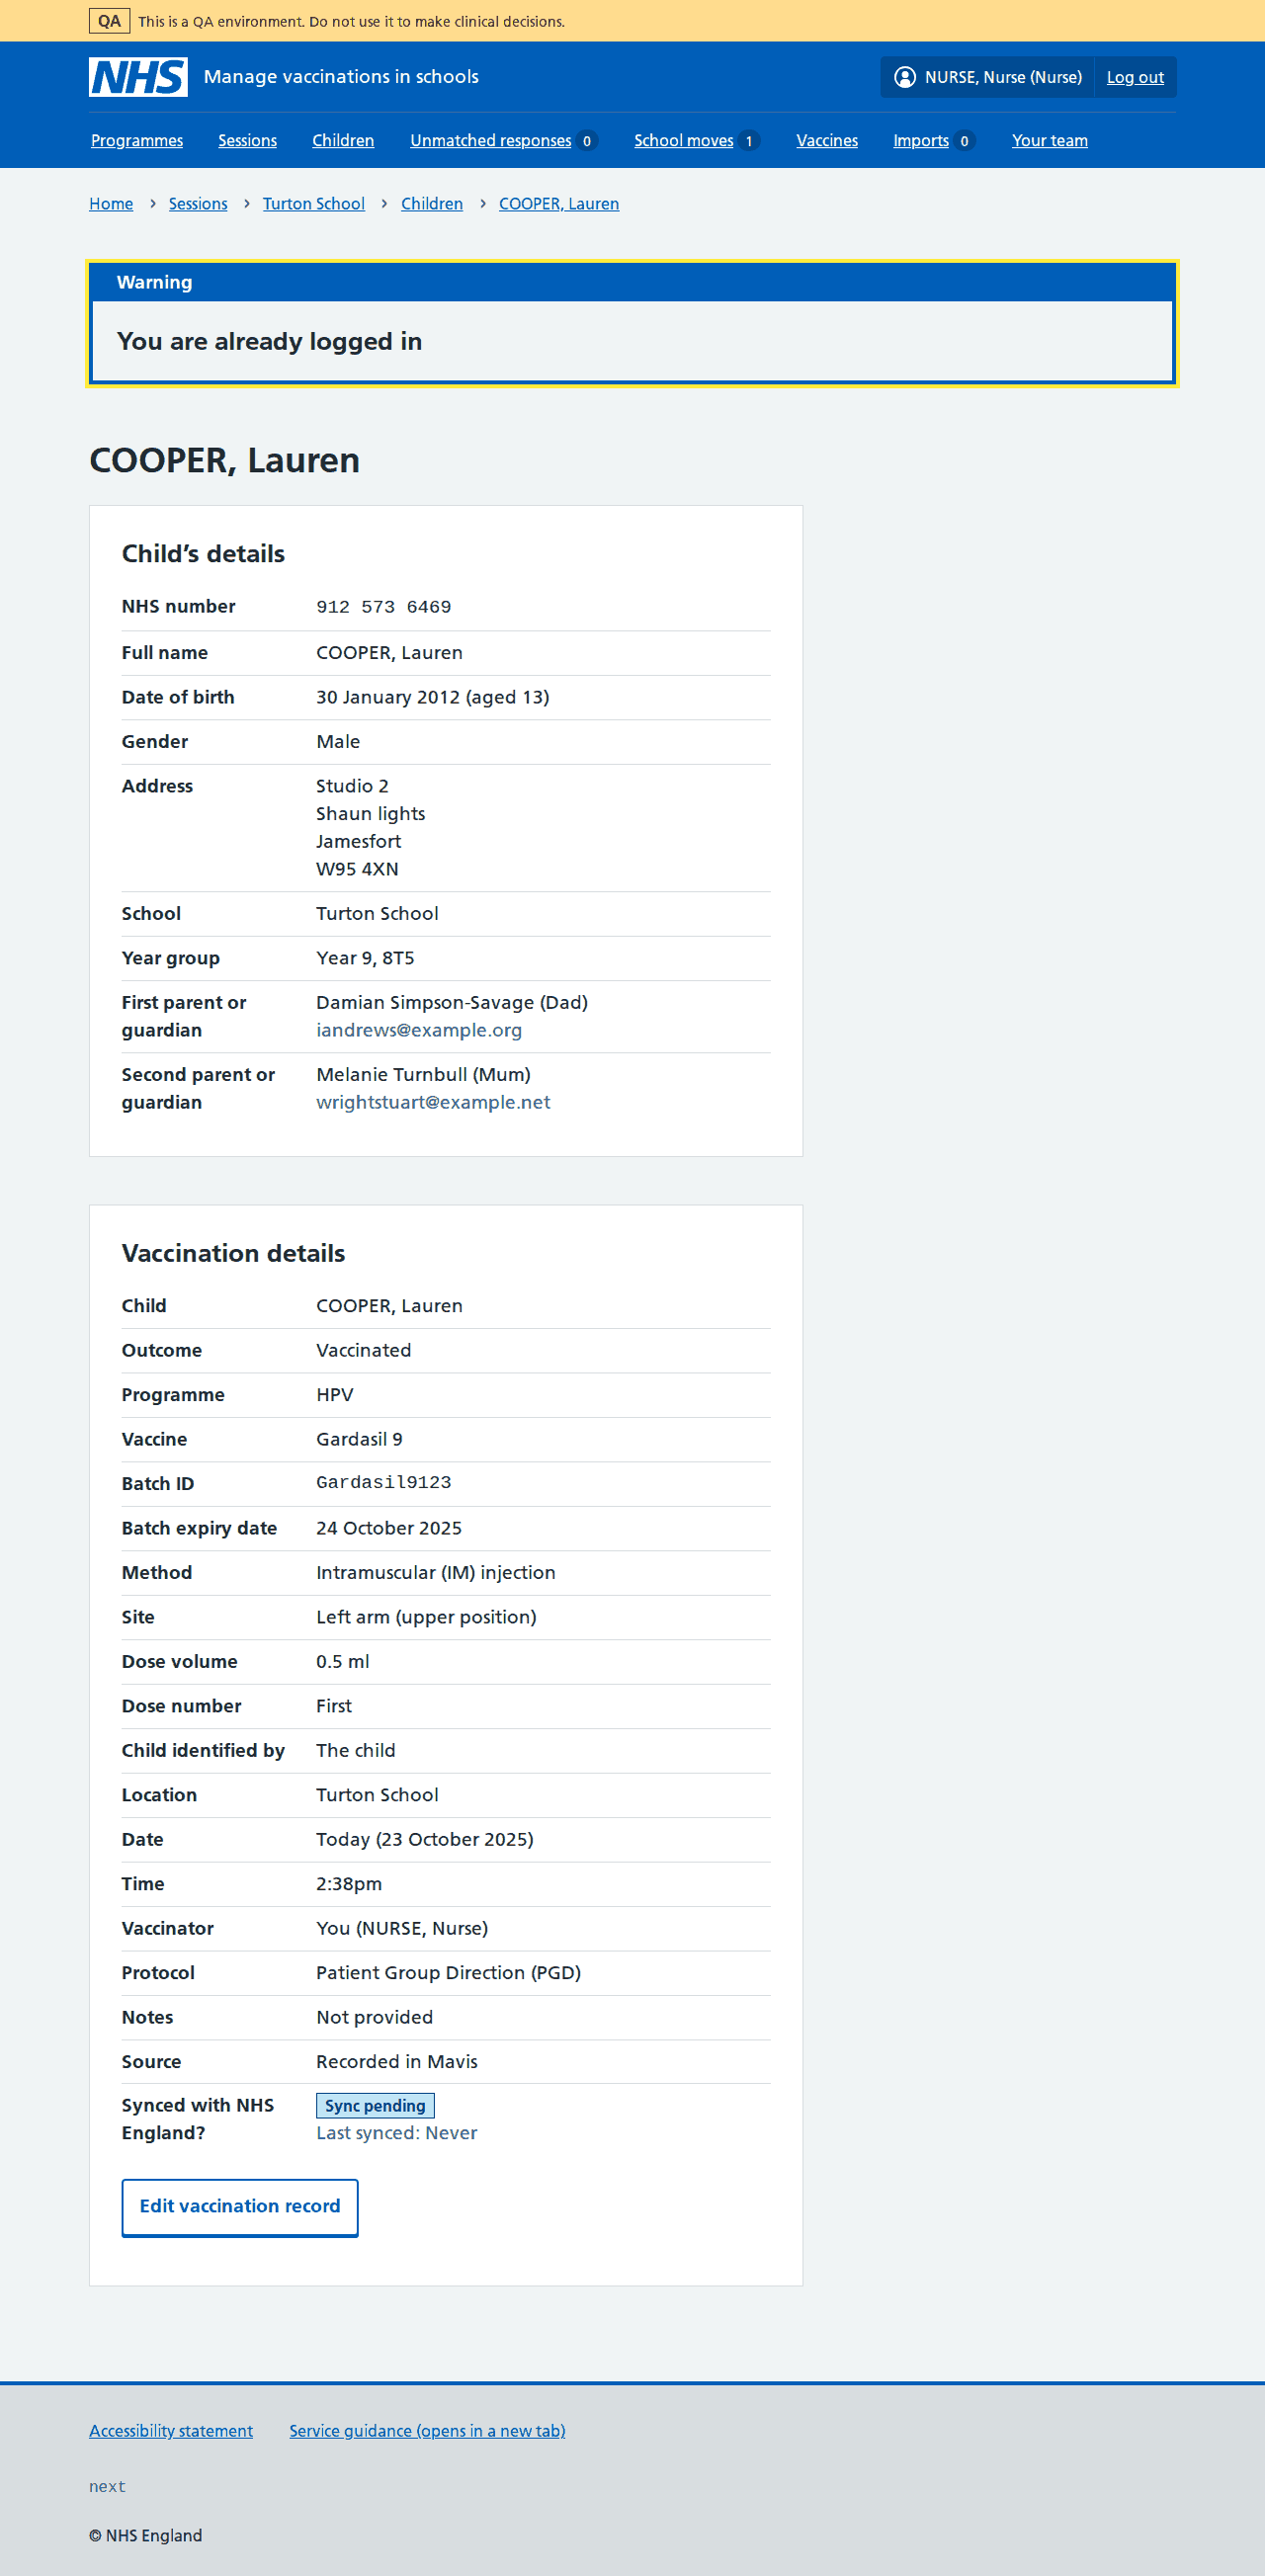 QA This is a QA environment. Do not use it to make clinical decisions.
NHS Manage vaccinations in schools NURSE, Nurse (Nurse) Log out
Programmes Sessions Children Unmatched responses 0 School moves 1 Vaccines Imports 0 Your team
Home › Sessions › Turton School › Children › COOPER, Lauren
Warning
You are already logged in
COOPER, Lauren
Child’s details
NHS number 912 573 6469
Full name COOPER, Lauren
Date of birth 30 January 2012 (aged 13)
Gender Male
Address Studio 2
Shaun lights
Jamesfort
W95 4XN
School Turton School
Year group Year 9, 8T5
First parent or Damian Simpson-Savage (Dad)
guardian iandrews@example.org
Second parent or Melanie Turnbull (Mum)
guardian wrightstuart@example.net
Vaccination details
Child COOPER, Lauren
Outcome Vaccinated
Programme HPV
Vaccine Gardasil 9
Batch ID Gardasil9123
Batch expiry date 24 October 2025
Method Intramuscular (IM) injection
Site Left arm (upper position)
Dose volume 0.5 ml
Dose number First
Child identified by The child
Location Turton School
Date Today (23 October 2025)
Time 2:38pm
Vaccinator You (NURSE, Nurse)
Protocol Patient Group Direction (PGD)
Notes Not provided
Source Recorded in Mavis
Synced with NHS Sync pending
England? Last synced: Never
Edit vaccination record
Accessibility statement Service guidance (opens in a new tab)
next
© NHS England